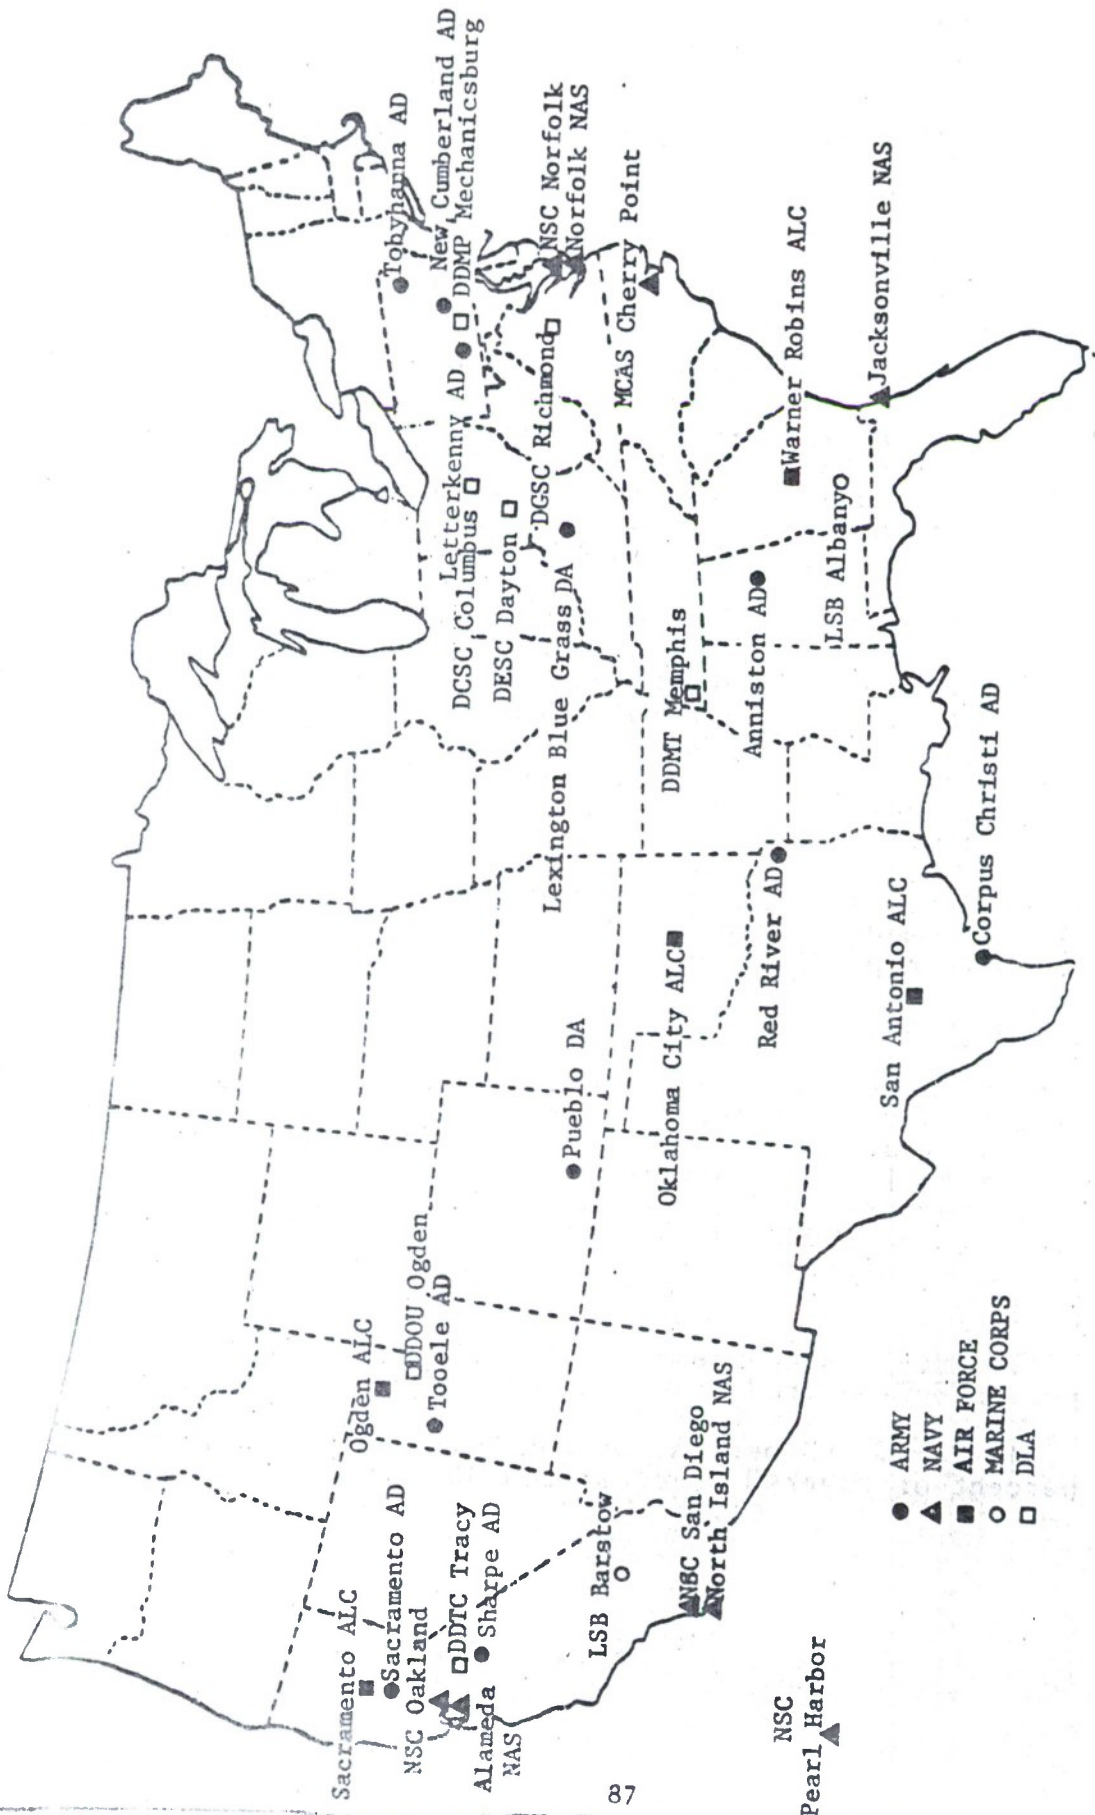 Sacramento ALC
Sacramento AD
NSC Oakland
DDTC Tracy
Sharpe AD
Alameda
NAS
LSB Barstow
NSC San Diego
North Island NAS
NSC
Pearl Harbor
Ogden ALC
DDOU Ogden
Tooele AD
Pueblo DA
Oklahoma City ALC
Red River AD
San Antonio ALC
Corpus Christi AD
DCSC Columbus
DESC Dayton
Lexington Blue Grass DA
DDMT Memphis
Anniston AD
LSB Albany
Letterkenny AD
DGSC Richmond
MCAS Cherry Point
Warner Robins ALC
Jacksonville NAS
Tobyhanna AD
New Cumberland AD
DDMP Mechanicsburg
NSC Norfolk
Norfolk NAS
ARMY
NAVY
AIR FORCE
MARINE CORPS
DLA
87